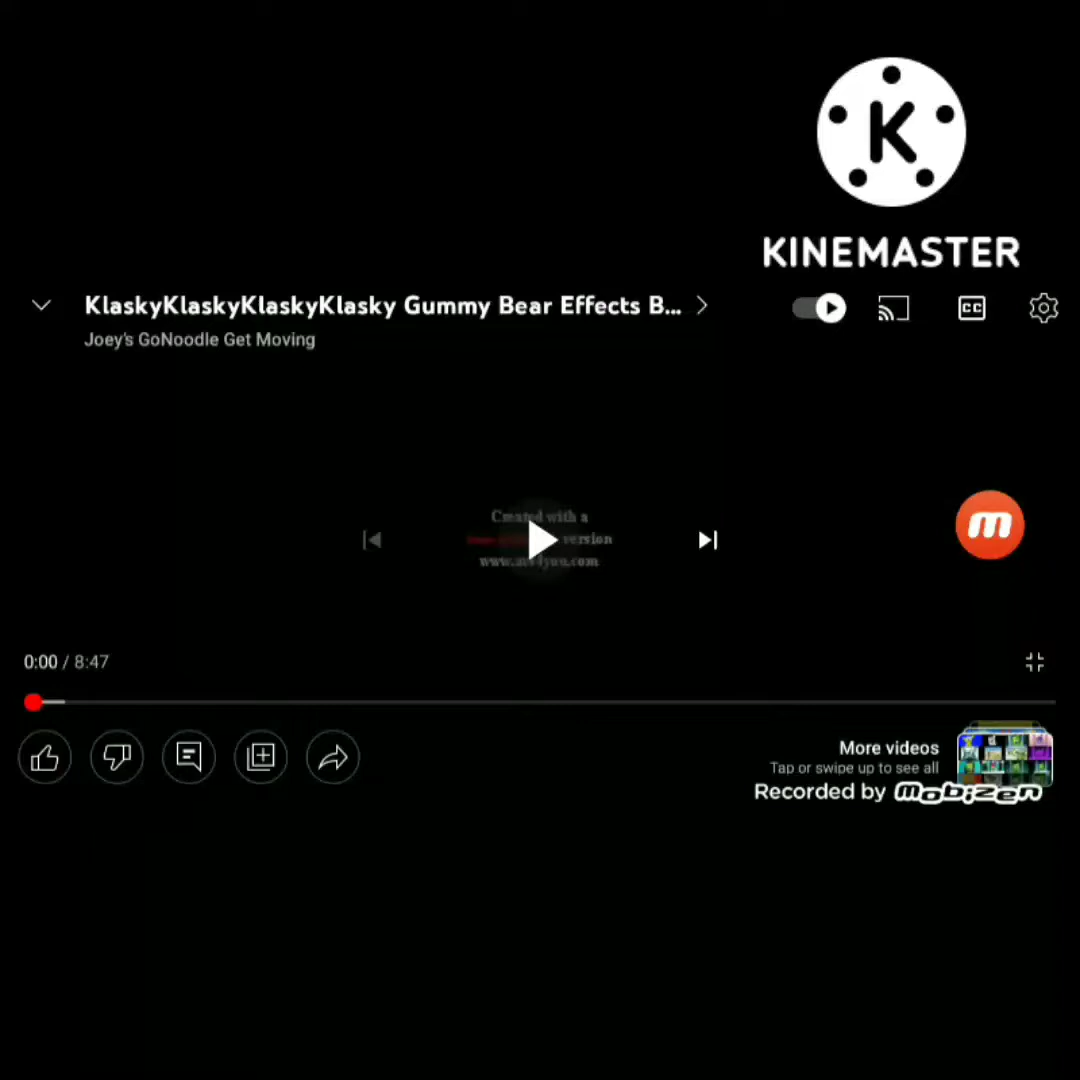 K
KINEMASTER
KlaskyKlaskyKlaskyKlasky Gummy Bear Effects B...
Joey's GoNoodle Get Moving
CC
Created with a
version
m
0:00 / 8:47
More videos
Tap or swipe up to see all
Recorded by mobizen